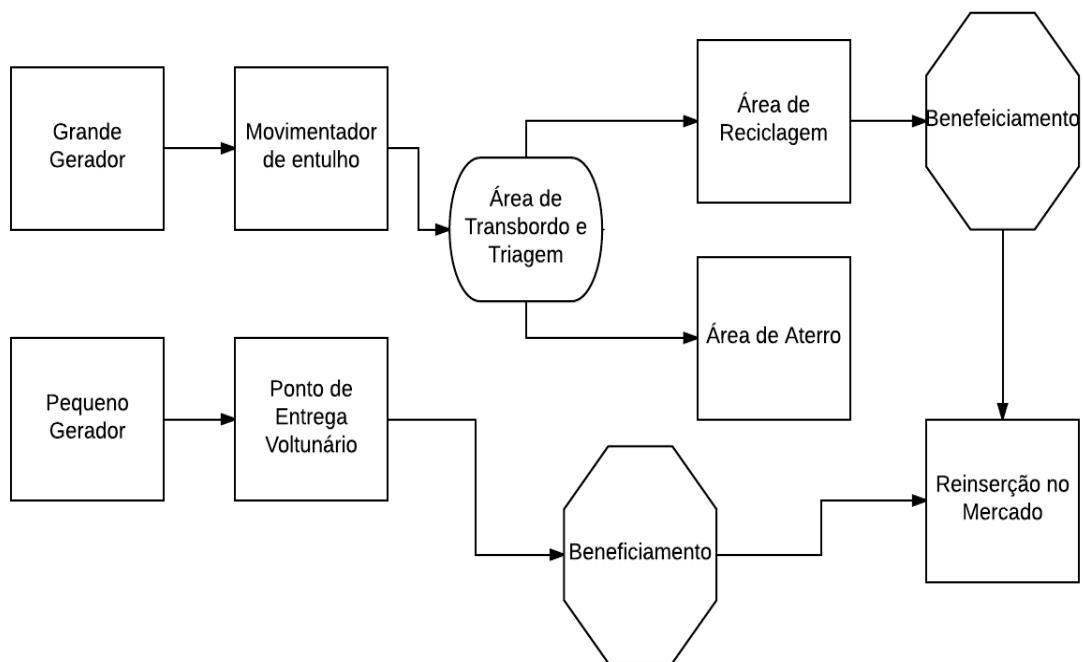 Grande
Gerador
Movimentador
de entulho
Área de
Transbordo e
Triagem
Área de
Reciclagem
Benefeiciamento
Área de Aterro
Pequeno
Gerador
Ponto de
Entrega
Voltunário
Beneficiamento
Reinserção no
Mercado